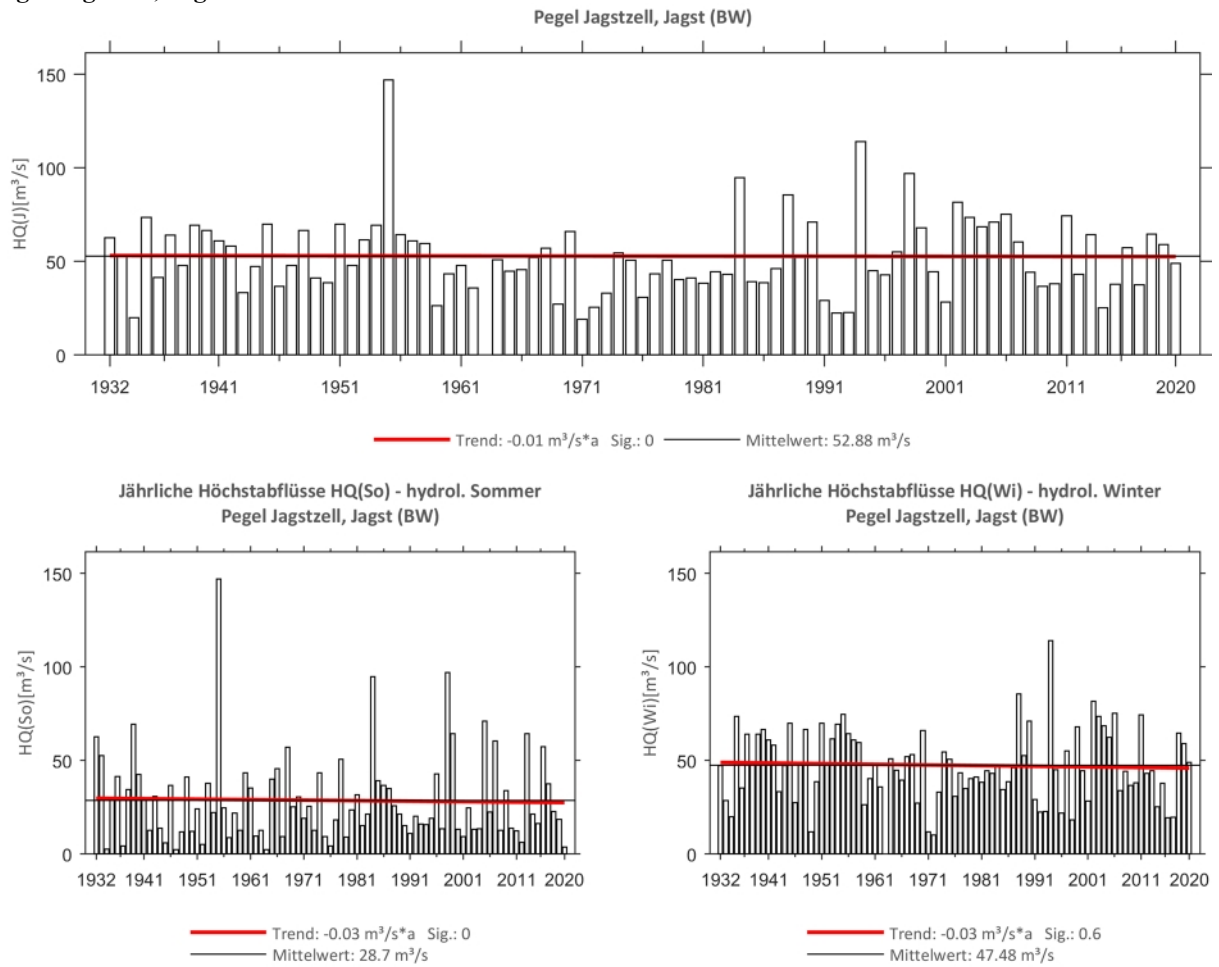 Pegel Jagstzell, Jagst (BW)
HQ(J)[m³/s]
150
100
50
0
1932 1941 1951 1961 1971 1981 1991 2001 2011 2020
Trend: -0.01 m³/s*a Sig.: 0 Mittelwert: 52.88 m³/s
Jährliche Höchstabflüsse HQ(So) - hydrol. Sommer
Pegel Jagstzell, Jagst (BW)
HQ(So)[m³/s]
150
100
50
0
1932 1941 1951 1961 1971 1981 1991 2001 2011 2020
Trend: -0.03 m³/s*a Sig.: 0
Mittelwert: 28.7 m³/s
Jährliche Höchstabflüsse HQ(Wi) - hydrol. Winter
Pegel Jagstzell, Jagst (BW)
HQ(Wi)[m³/s]
150
100
50
0
1932 1941 1951 1961 1971 1981 1991 2001 2011 2020
Trend: -0.03 m³/s*a Sig.: 0.6
Mittelwert: 47.48 m³/s